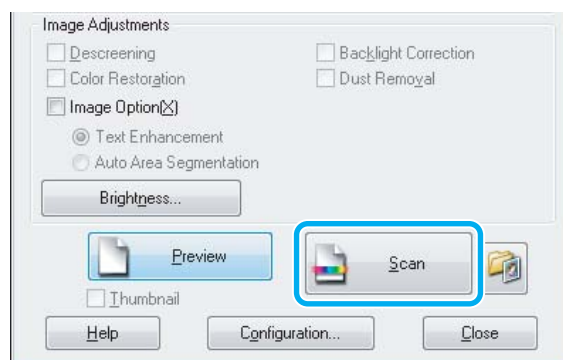 Image Adjustments
Descreening Backlight Correction
Color Restoration Dust Removal
Image Option(X)
Text Enhancement
Auto Area Segmentation
Brightness...
Preview Scan
Thumbnail
Help Configuration... Close